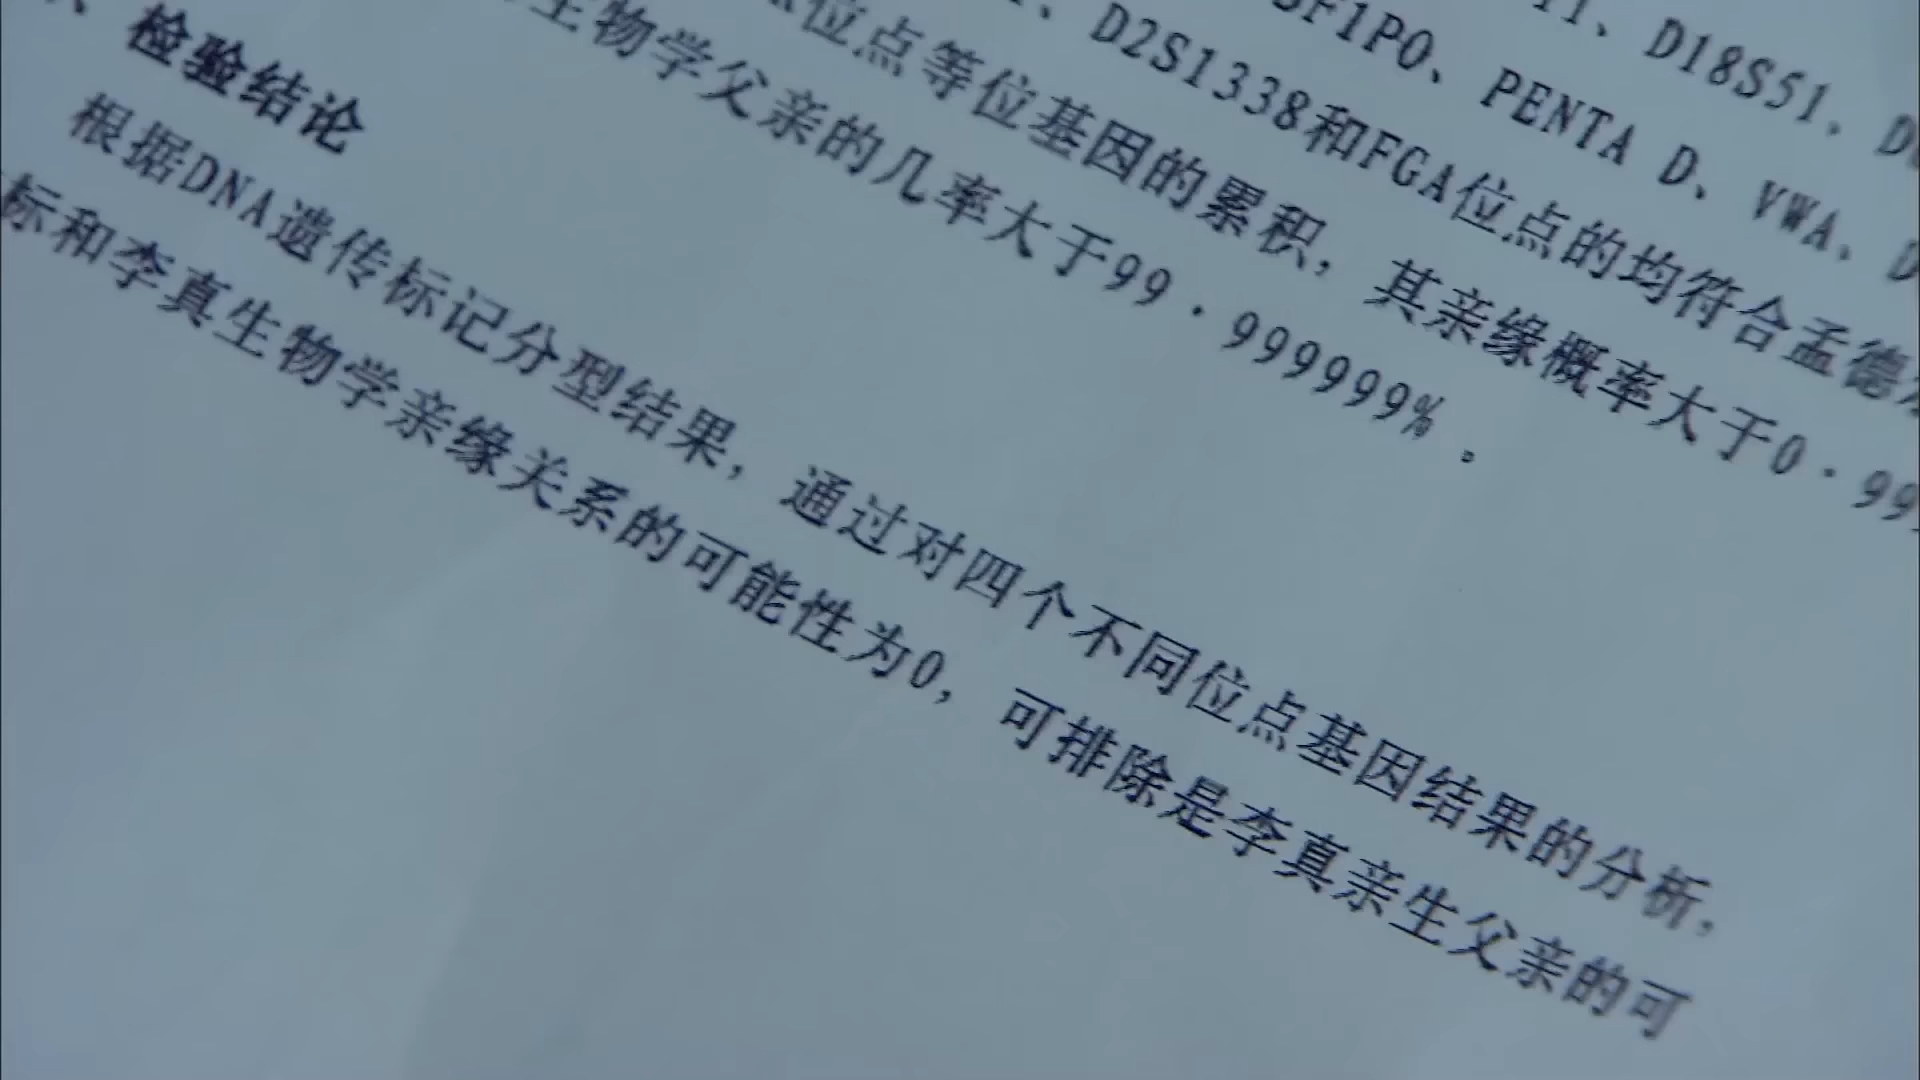 11、D18S51、D
SF1PO、PENTA D、VWA、D
、D2S1338和FGA位点的均符合孟德
位点等位基因的累积，其亲缘概率大于0·99
生物学父亲的几率大于99·999999%。
、检验结论
根据DNA遗传标记分型结果，通过对四个不同位点基因结果的分析，
标和李真生物学亲缘关系的可能性为0，可排除是李真亲生父亲的可